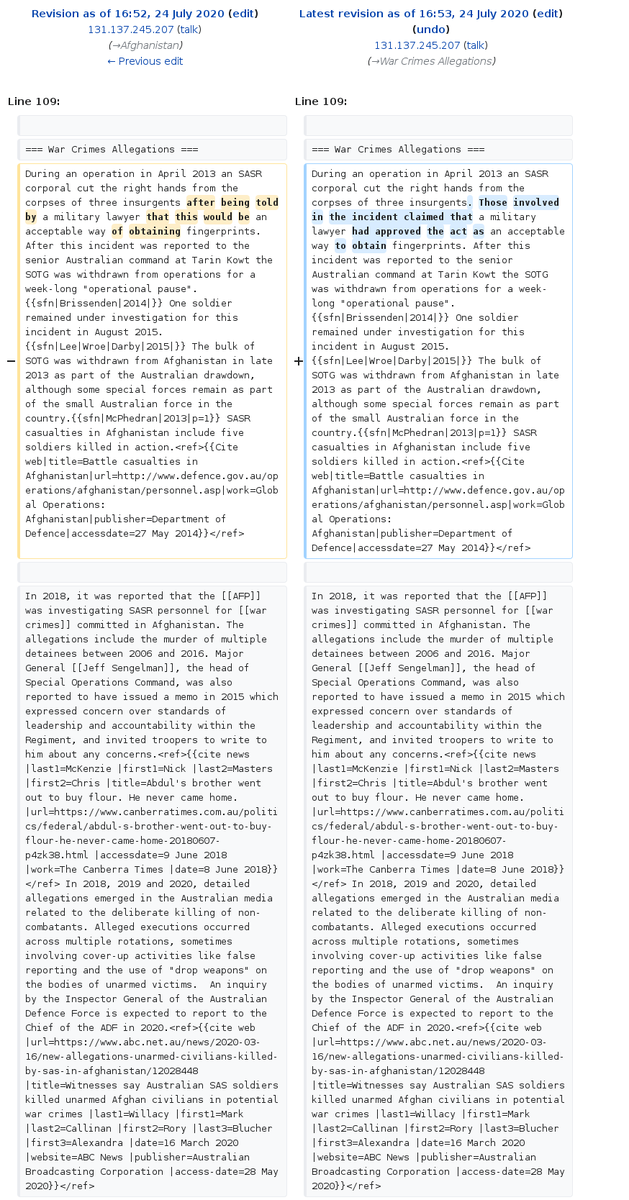 Revision as of 16:52, 24 July 2020 (edit)
131.137.245.207 (talk)
(→Afghanistan)
← Previous edit
Latest revision as of 16:53, 24 July 2020 (edit)
(undo)
131.137.245.207 (talk)
(→War Crimes Allegations)
Line 109:
Line 109:
=== War Crimes Allegations ===
=== War Crimes Allegations ===
−
During an operation in April 2013 an SASR
corporal cut the right hands from the
corpses of three insurgents after being told
by a military lawyer that this would be an
acceptable way of obtaining fingerprints.
After this incident was reported to the
senior Australian command at Tarin Kowt the
SOTG was withdrawn from operations for a
week-long "operational pause".
{{sfn|Brissenden|2014|}} One soldier
remained under investigation for this
incident in August 2015.
{{sfn|Lee|Wroe|Darby|2015|}} The bulk of
SOTG was withdrawn from Afghanistan in late
2013 as part of the Australian drawdown,
although some special forces remain as part
of the small Australian force in the
country.{{sfn|McPhedran|2013|p=1}} SASR
casualties in Afghanistan include five
soldiers killed in action.<ref>{{Cite
web|title=Battle casualties in
Afghanistan|url=http://www.defence.gov.au/op
erations/afghanistan/personnel.asp|work=Glob
al Operations:
Afghanistan|publisher=Department of
Defence|accessdate=27 May 2014}}</ref>
+
During an operation in April 2013 an SASR
corporal cut the right hands from the
corpses of three insurgents. Those involved
in the incident claimed that a military
lawyer had approved the act as an acceptable
way to obtain fingerprints. After this
incident was reported to the senior
Australian command at Tarin Kowt the SOTG
was withdrawn from operations for a week-
long "operational pause".
{{sfn|Brissenden|2014|}} One soldier
remained under investigation for this
incident in August 2015.
{{sfn|Lee|Wroe|Darby|2015|}} The bulk of
SOTG was withdrawn from Afghanistan in late
2013 as part of the Australian drawdown,
although some special forces remain as part
of the small Australian force in the
country.{{sfn|McPhedran|2013|p=1}} SASR
casualties in Afghanistan include five
soldiers killed in action.<ref>{{Cite
web|title=Battle casualties in
Afghanistan|url=http://www.defence.gov.au/op
erations/afghanistan/personnel.asp|work=Glob
al Operations:
Afghanistan|publisher=Department of
Defence|accessdate=27 May 2014}}</ref>
In 2018, it was reported that the [[AFP]]
was investigating SASR personnel for [[war
crimes]] committed in Afghanistan. The
allegations include the murder of multiple
detainees between 2006 and 2016. Major
General [[Jeff Sengelman]], the head of
Special Operations Command, was also
reported to have issued a memo in 2015 which
expressed concern over standards of
leadership and accountability within the
Regiment, and invited troopers to write to
him about any concerns.<ref>{{cite news
|last1=McKenzie |first1=Nick |last2=Masters
|first2=Chris |title=Abdul's brother went
out to buy flour. He never came home.
|url=https://www.canberratimes.com.au/politi
cs/federal/abdul-s-brother-went-out-to-buy-
flour-he-never-came-home-20180607-
p4zk38.html |accessdate=9 June 2018
|work=The Canberra Times |date=8 June 2018}}
</ref> In 2018, 2019 and 2020, detailed
allegations emerged in the Australian media
related to the deliberate killing of non-
combatants. Alleged executions occurred
across multiple rotations, sometimes
involving cover-up activities like false
reporting and the use of "drop weapons" on
the bodies of unarmed victims.  An inquiry
by the Inspector General of the Australian
Defence Force is expected to report to the
Chief of the ADF in 2020.<ref>{{cite web
|url=https://www.abc.net.au/news/2020-03-
16/new-allegations-unarmed-civilians-killed-
by-sas-in-afghanistan/12028448
|title=Witnesses say Australian SAS soldiers
killed unarmed Afghan civilians in potential
war crimes |last1=Willacy |first1=Mark
|last2=Callinan |first2=Rory |last3=Blucher
|first3=Alexandra |date=16 March 2020
|website=ABC News |publisher=Australian
Broadcasting Corporation |access-date=28 May
2020}}</ref>
In 2018, it was reported that the [[AFP]]
was investigating SASR personnel for [[war
crimes]] committed in Afghanistan. The
allegations include the murder of multiple
detainees between 2006 and 2016. Major
General [[Jeff Sengelman]], the head of
Special Operations Command, was also
reported to have issued a memo in 2015 which
expressed concern over standards of
leadership and accountability within the
Regiment, and invited troopers to write to
him about any concerns.<ref>{{cite news
|last1=McKenzie |first1=Nick |last2=Masters
|first2=Chris |title=Abdul's brother went
out to buy flour. He never came home.
|url=https://www.canberratimes.com.au/politi
cs/federal/abdul-s-brother-went-out-to-buy-
flour-he-never-came-home-20180607-
p4zk38.html |accessdate=9 June 2018
|work=The Canberra Times |date=8 June 2018}}
</ref> In 2018, 2019 and 2020, detailed
allegations emerged in the Australian media
related to the deliberate killing of non-
combatants. Alleged executions occurred
across multiple rotations, sometimes
involving cover-up activities like false
reporting and the use of "drop weapons" on
the bodies of unarmed victims.  An inquiry
by the Inspector General of the Australian
Defence Force is expected to report to the
Chief of the ADF in 2020.<ref>{{cite web
|url=https://www.abc.net.au/news/2020-03-
16/new-allegations-unarmed-civilians-killed-
by-sas-in-afghanistan/12028448
|title=Witnesses say Australian SAS soldiers
killed unarmed Afghan civilians in potential
war crimes |last1=Willacy |first1=Mark
|last2=Callinan |first2=Rory |last3=Blucher
|first3=Alexandra |date=16 March 2020
|website=ABC News |publisher=Australian
Broadcasting Corporation |access-date=28 May
2020}}</ref>